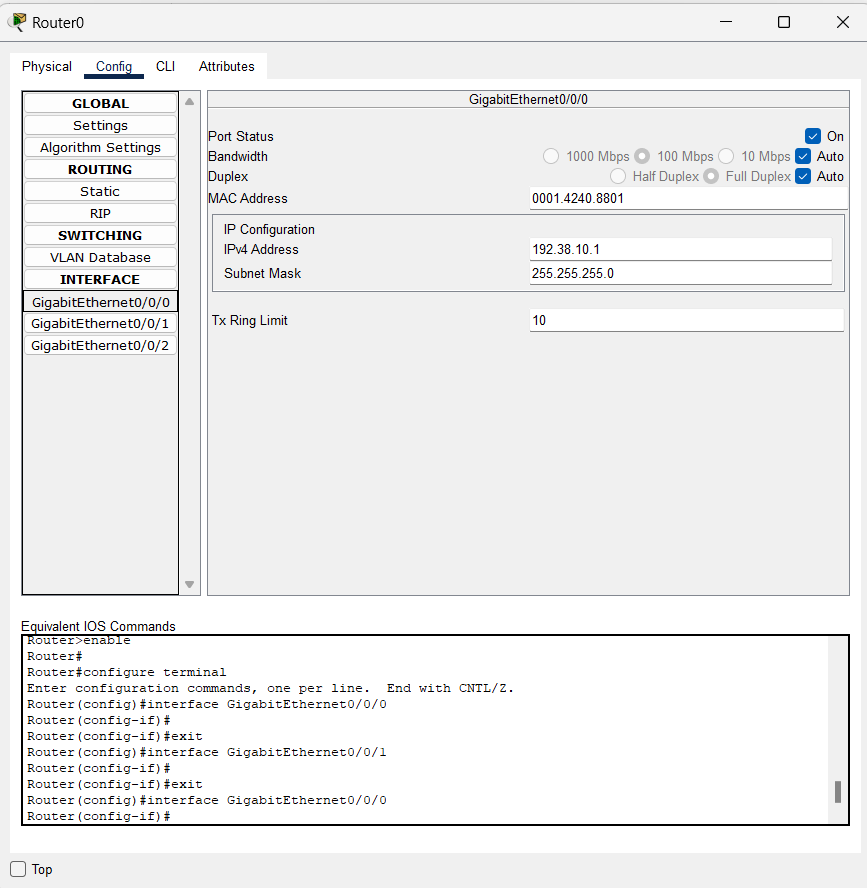 Router0
Physical Config CLI Attributes
GLOBAL
Settings
Algorithm Settings
ROUTING
Static
RIP
SWITCHING
VLAN Database
INTERFACE
GigabitEthernet0/0/0
GigabitEthernet0/0/1
GigabitEthernet0/0/2
GigabitEthernet0/0/0
Port Status On
Bandwidth 1000 Mbps 100 Mbps 10 Mbps Auto
Duplex Half Duplex Full Duplex Auto
MAC Address 0001.4240.8801
IP Configuration
IPv4 Address 192.38.10.1
Subnet Mask 255.255.255.0
Tx Ring Limit 10
Equivalent IOS Commands
Router>enable
Router#
Router#configure terminal
Enter configuration commands, one per line.  End with CNTL/Z.
Router(config)#interface GigabitEthernet0/0/0
Router(config-if)#
Router(config-if)#exit
Router(config)#interface GigabitEthernet0/0/1
Router(config-if)#
Router(config-if)#exit
Router(config)#interface GigabitEthernet0/0/0
Router(config-if)#
Top